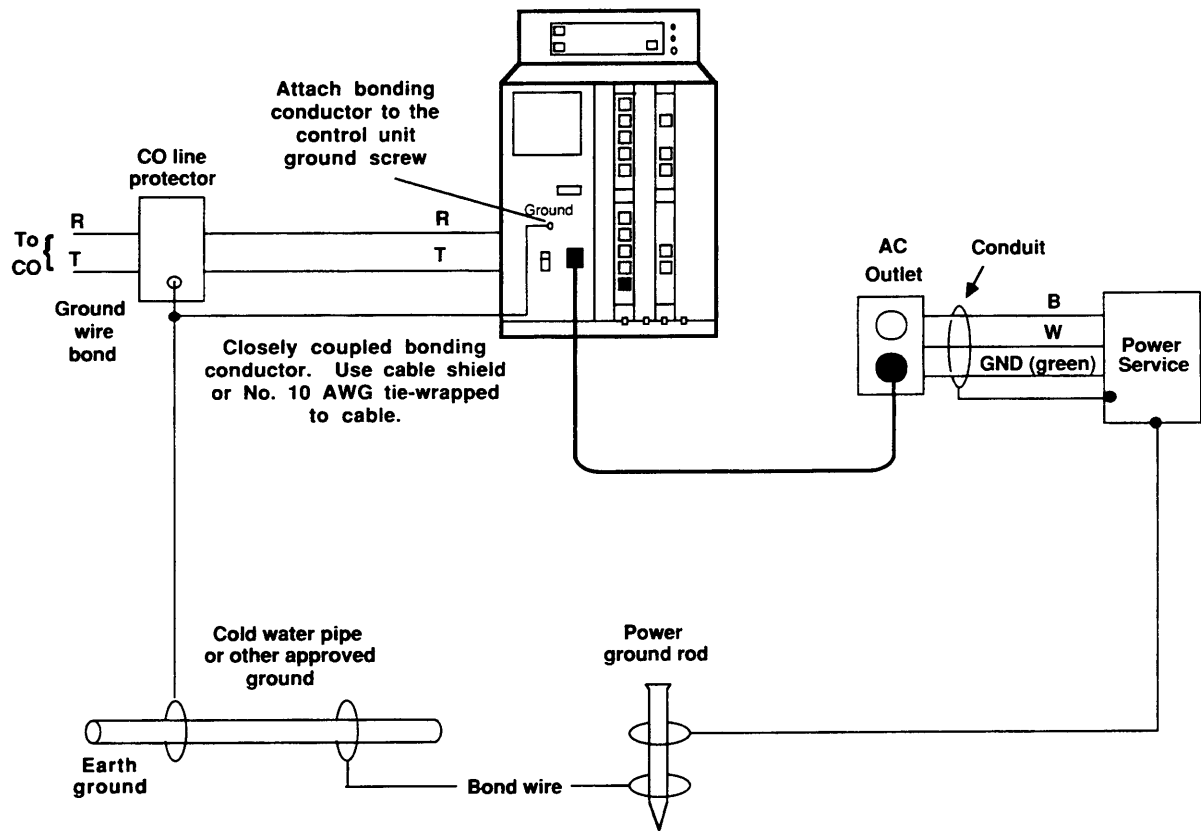 Attach bonding
conductor to the
control unit
ground screw
CO line
protector
Ground
R
R
To
CO
T
T
Ground
wire
bond
Closely coupled bonding
conductor. Use cable shield
or No. 10 AWG tie-wrapped
to cable.
AC
Outlet
Conduit
B
W
GND (green)
Power
Service
Cold water pipe
or other approved
ground
Power
ground rod
Earth
ground
Bond wire